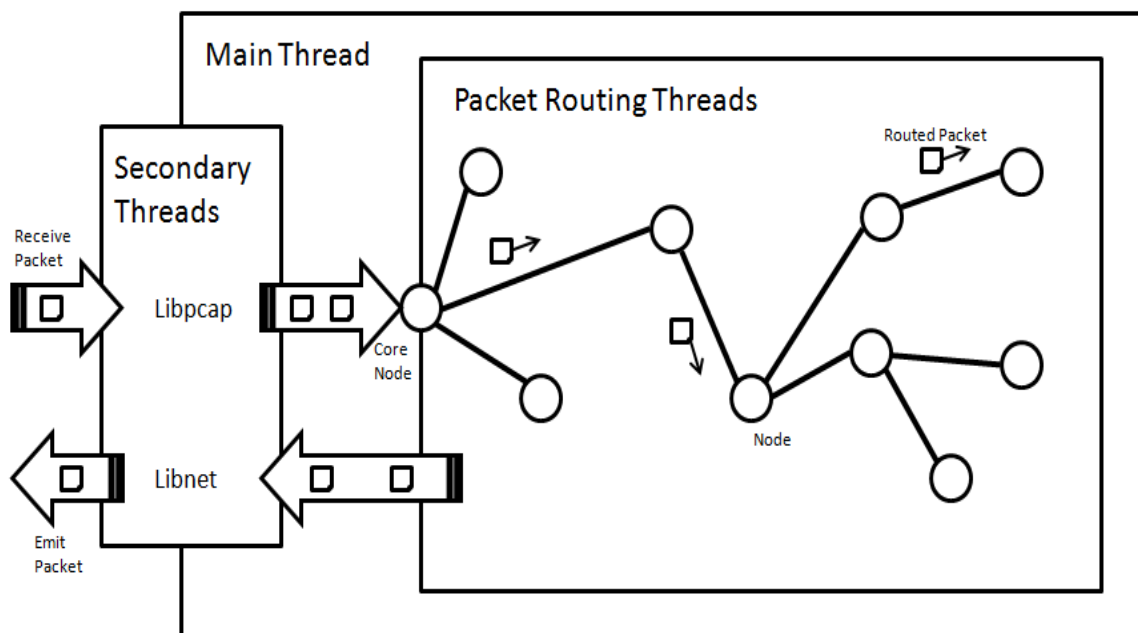 Main Thread
Packet Routing Threads
Routed Packet
Secondary
Threads
Receive
Packet
Libpcap
Core
Node
Node
Libnet
Emit
Packet